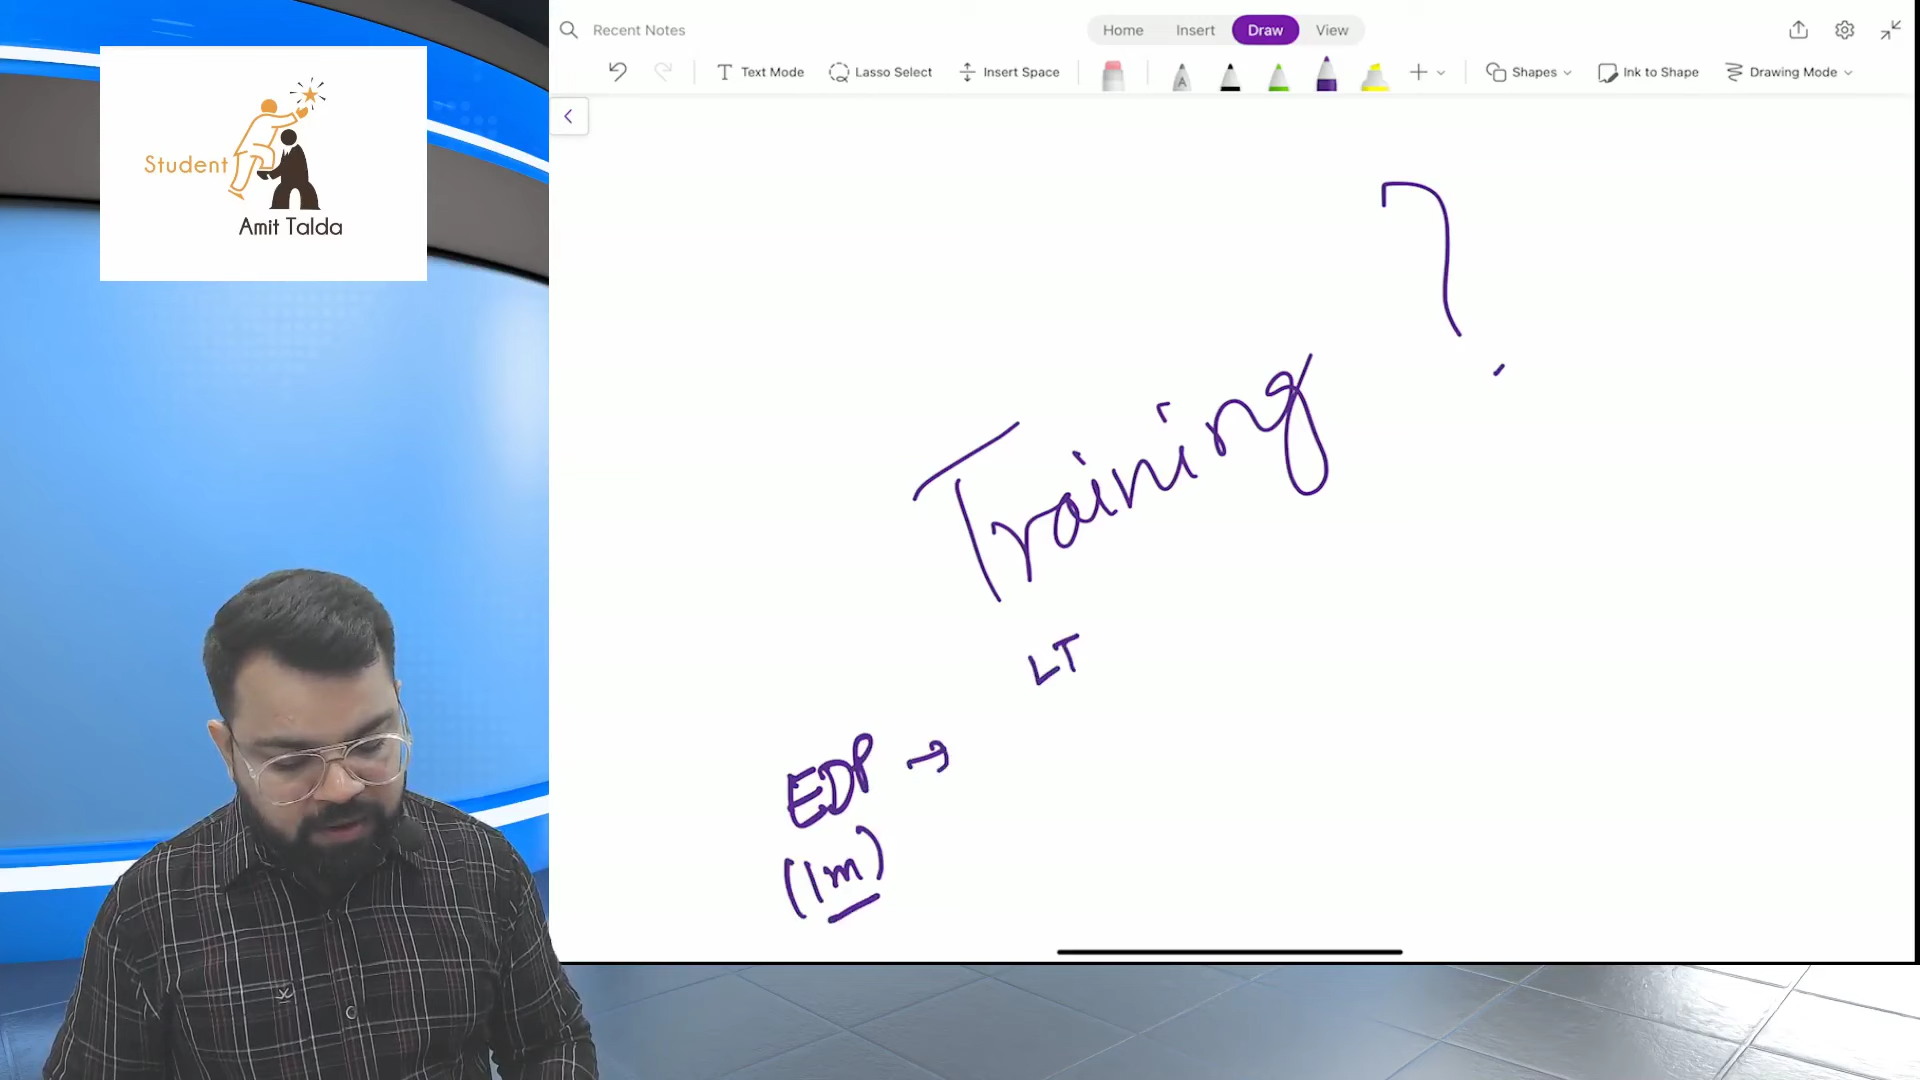 Recent Notes
Home Insert Draw View
Text Mode Lasso Select Insert Space A Shapes Ink to Shape Drawing Mode
Student
Amit Talda
Training ?
LT
EDP →
(1m)